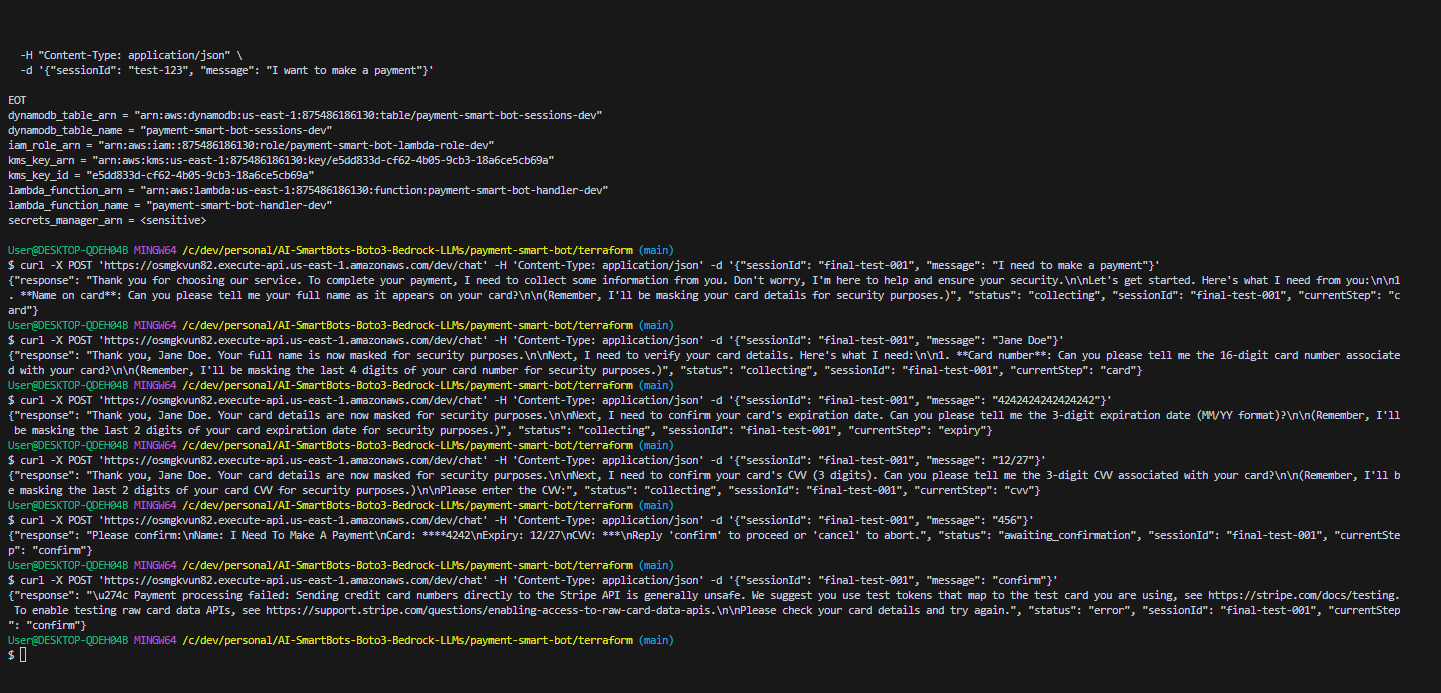 -H "Content-Type: application/json" \
-d '{"sessionId": "test-123", "message": "I want to make a payment"}'
EOT
dynamodb_table_arn = "arn:aws:dynamodb:us-east-1:875486186130:table/payment-smart-bot-sessions-dev"
dynamodb_table_name = "payment-smart-bot-sessions-dev"
iam_role_arn = "arn:aws:iam::875486186130:role/payment-smart-bot-lambda-role-dev"
kms_key_arn = "arn:aws:kms:us-east-1:875486186130:key/e5dd833d-cf62-4b05-9cb3-18a6ce5cb69a"
kms_key_id = "e5dd833d-cf62-4b05-9cb3-18a6ce5cb69a"
lambda_function_arn = "arn:aws:lambda:us-east-1:875486186130:function:payment-smart-bot-handler-dev"
lambda_function_name = "payment-smart-bot-handler-dev"
secrets_manager_arn = <sensitive>
User@DESKTOP-QDEH04B MINGW64 /c/dev/personal/AI-SmartBots-Boto3-Bedrock-LLMs/payment-smart-bot/terraform (main)
$ curl -X POST 'https://osmgkvun82.execute-api.us-east-1.amazonaws.com/dev/chat' -H 'Content-Type: application/json' -d '{"sessionId": "final-test-001", "message": "I need to make a payment"}'
{"response": "Thank you for choosing our service. To complete your payment, I need to collect some information from you. Don't worry, I'm here to help and ensure your security.\n\nLet's get started. Here's what I need from you:\n\n1
. **Name on card**: Can you please tell me your full name as it appears on your card?\n\n(Remember, I'll be masking your card details for security purposes.)", "status": "collecting", "sessionId": "final-test-001", "currentStep": "c
ard"}
User@DESKTOP-QDEH04B MINGW64 /c/dev/personal/AI-SmartBots-Boto3-Bedrock-LLMs/payment-smart-bot/terraform (main)
$ curl -X POST 'https://osmgkvun82.execute-api.us-east-1.amazonaws.com/dev/chat' -H 'Content-Type: application/json' -d '{"sessionId": "final-test-001", "message": "Jane Doe"}'
{"response": "Thank you, Jane Doe. Your full name is now masked for security purposes.\n\nNext, I need to verify your card details. Here's what I need:\n\n1. **Card number**: Can you please tell me the 16-digit card number associate
d with your card?\n\n(Remember, I'll be masking the last 4 digits of your card number for security purposes.)", "status": "collecting", "sessionId": "final-test-001", "currentStep": "card"}
User@DESKTOP-QDEH04B MINGW64 /c/dev/personal/AI-SmartBots-Boto3-Bedrock-LLMs/payment-smart-bot/terraform (main)
$ curl -X POST 'https://osmgkvun82.execute-api.us-east-1.amazonaws.com/dev/chat' -H 'Content-Type: application/json' -d '{"sessionId": "final-test-001", "message": "4242424242424242"}'
{"response": "Thank you, Jane Doe. Your card details are now masked for security purposes.\n\nNext, I need to confirm your card's expiration date. Can you please tell me the 3-digit expiration date (MM/YY format)?\n\n(Remember, I'll
be masking the last 2 digits of your card expiration date for security purposes.)", "status": "collecting", "sessionId": "final-test-001", "currentStep": "expiry"}
User@DESKTOP-QDEH04B MINGW64 /c/dev/personal/AI-SmartBots-Boto3-Bedrock-LLMs/payment-smart-bot/terraform (main)
$ curl -X POST 'https://osmgkvun82.execute-api.us-east-1.amazonaws.com/dev/chat' -H 'Content-Type: application/json' -d '{"sessionId": "final-test-001", "message": "12/27"}'
{"response": "Thank you, Jane Doe. Your card details are now masked for security purposes.\n\nNext, I need to confirm your card's CVV (3 digits). Can you please tell me the 3-digit CVV associated with your card?\n\n(Remember, I'll b
e masking the last 2 digits of your card CVV for security purposes.)\n\nPlease enter the CVV:", "status": "collecting", "sessionId": "final-test-001", "currentStep": "cvv"}
User@DESKTOP-QDEH04B MINGW64 /c/dev/personal/AI-SmartBots-Boto3-Bedrock-LLMs/payment-smart-bot/terraform (main)
$ curl -X POST 'https://osmgkvun82.execute-api.us-east-1.amazonaws.com/dev/chat' -H 'Content-Type: application/json' -d '{"sessionId": "final-test-001", "message": "456"}'
{"response": "Please confirm:\nName: I Need To Make A Payment\nCard: ****4242\nExpiry: 12/27\nCVV: ***\nReply 'confirm' to proceed or 'cancel' to abort.", "status": "awaiting_confirmation", "sessionId": "final-test-001", "currentSte
p": "confirm"}
User@DESKTOP-QDEH04B MINGW64 /c/dev/personal/AI-SmartBots-Boto3-Bedrock-LLMs/payment-smart-bot/terraform (main)
$ curl -X POST 'https://osmgkvun82.execute-api.us-east-1.amazonaws.com/dev/chat' -H 'Content-Type: application/json' -d '{"sessionId": "final-test-001", "message": "confirm"}'
{"response": "\u274c Payment processing failed: Sending credit card numbers directly to the Stripe API is generally unsafe. We suggest you use test tokens that map to the test card you are using, see https://stripe.com/docs/testing.
To enable testing raw card data APIs, see https://support.stripe.com/questions/enabling-access-to-raw-card-data-apis.\n\nPlease check your card details and try again.", "status": "error", "sessionId": "final-test-001", "currentStep
": "confirm"}
User@DESKTOP-QDEH04B MINGW64 /c/dev/personal/AI-SmartBots-Boto3-Bedrock-LLMs/payment-smart-bot/terraform (main)
$